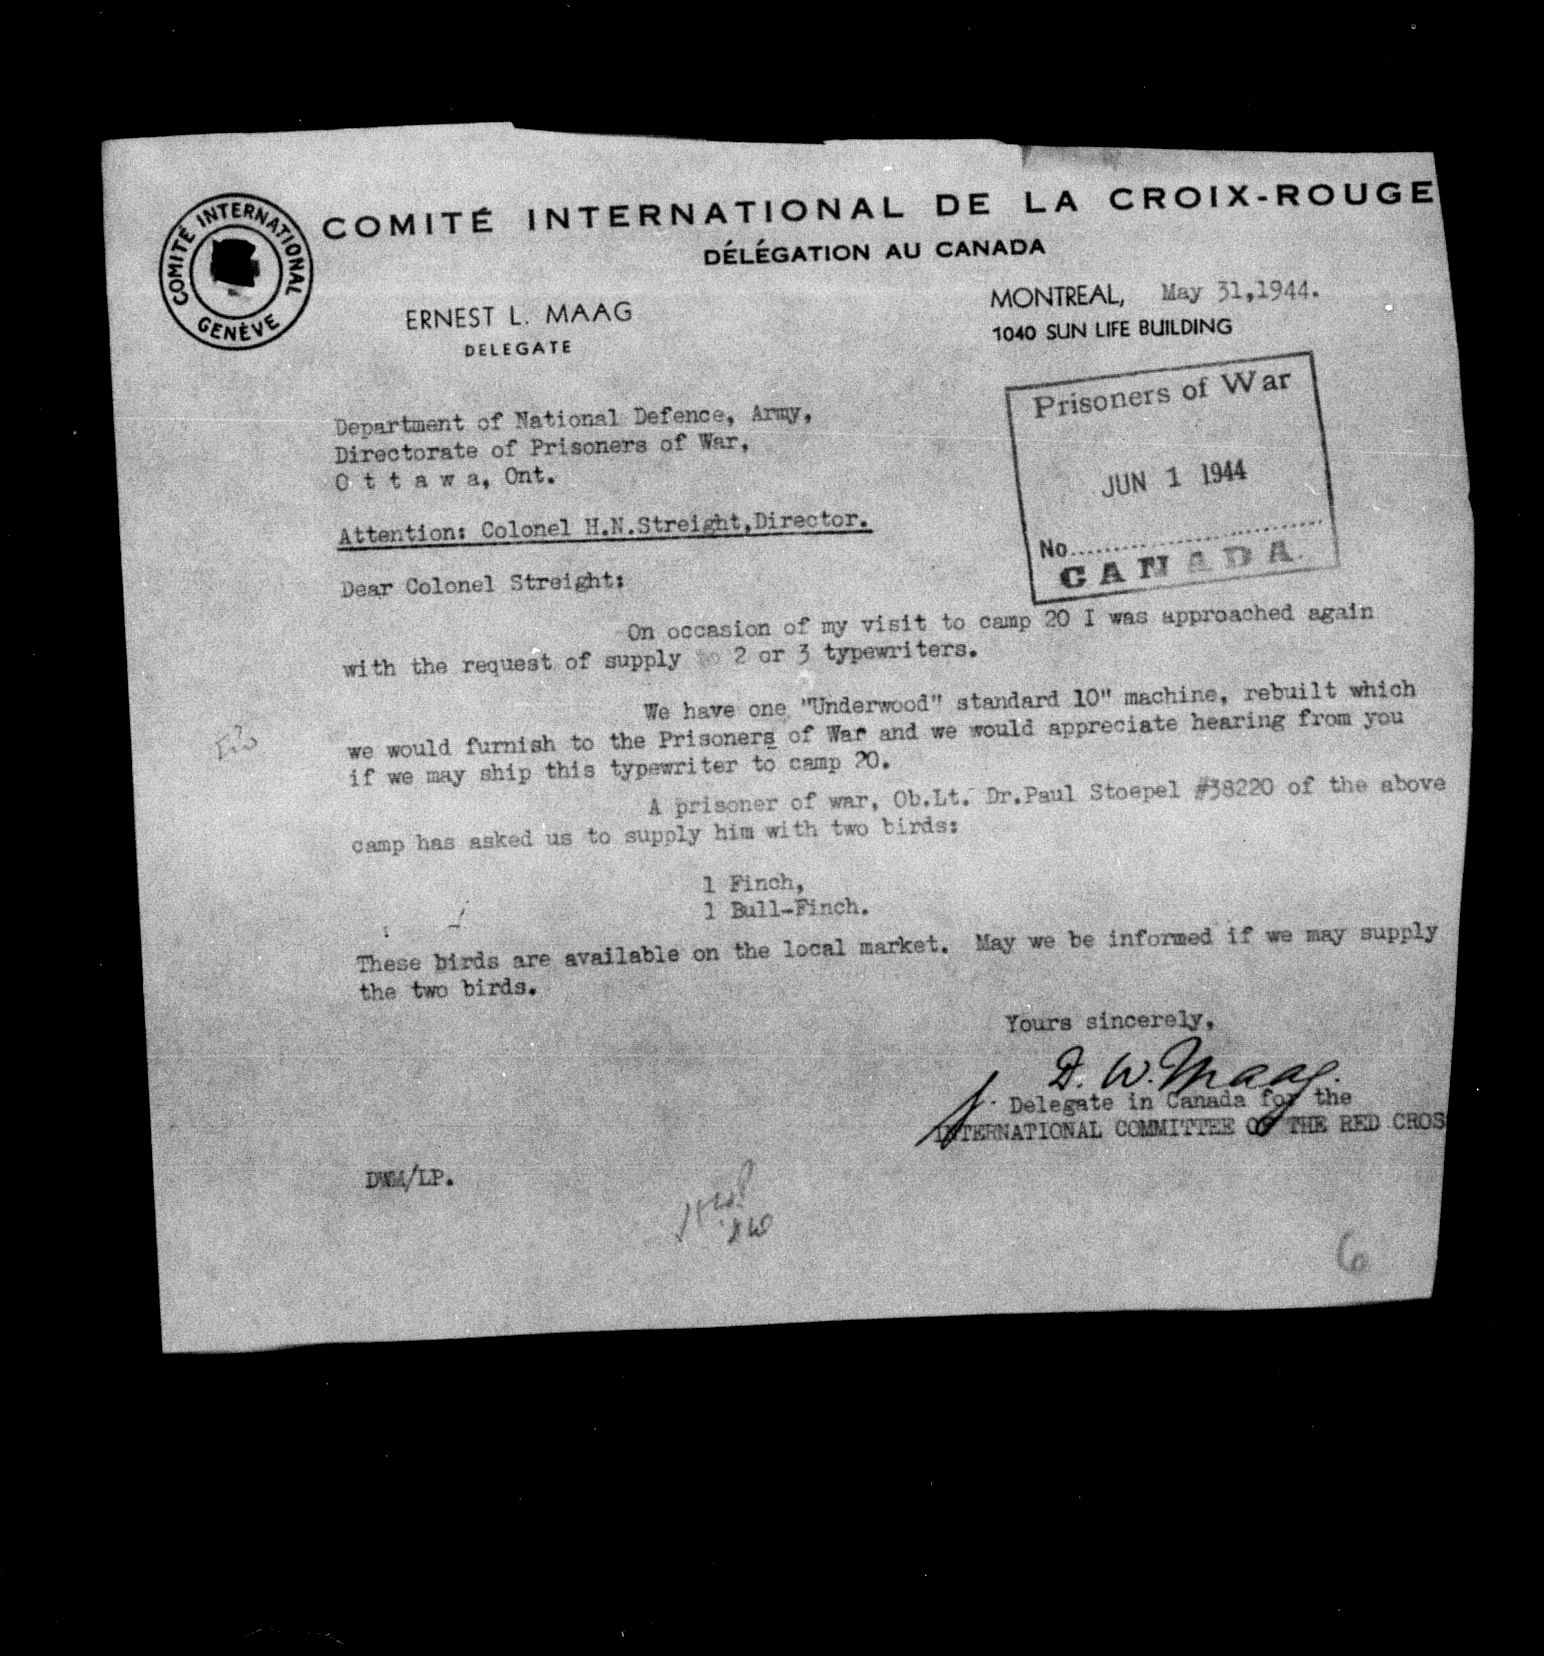 COMITÉ INTERNATIONAL
GENÈVE
COMITÉ INTERNATIONAL DE LA CROIX-ROUGE
DÉLÉGATION AU CANADA
ERNEST L. MAAG
DELEGATE
MONTREAL, May 31,1944.
1040 SUN LIFE BUILDING
Prisoners of War
JUN 1 1944
No
CANADA
Department of National Defence, Army,
Directorate of Prisoners of War,
O t t a w a, Ont.
Attention: Colonel H.N.Streight,Director.
Dear Colonel Streight:
On occasion of my visit to camp 20 I was approached again
with the request of supply 2 or 3 typewriters.
We have one "Underwood" standard 10" machine, rebuilt which
we would furnish to the Prisoners of War and we would appreciate hearing from you
if we may ship this typewriter to camp 20.
A prisoner of war, Ob.Lt. Dr.Paul Stoepel #38220 of the above
camp has asked us to supply him with two birds:
1 Finch,
1 Bull-Finch.
These birds are available on the local market. May we be informed if we may supply
the two birds.
Yours sincerely,
D. W. Maag.
Delegate in Canada for the
INTERNATIONAL COMMITTEE OF THE RED CROS
DWM/LP.